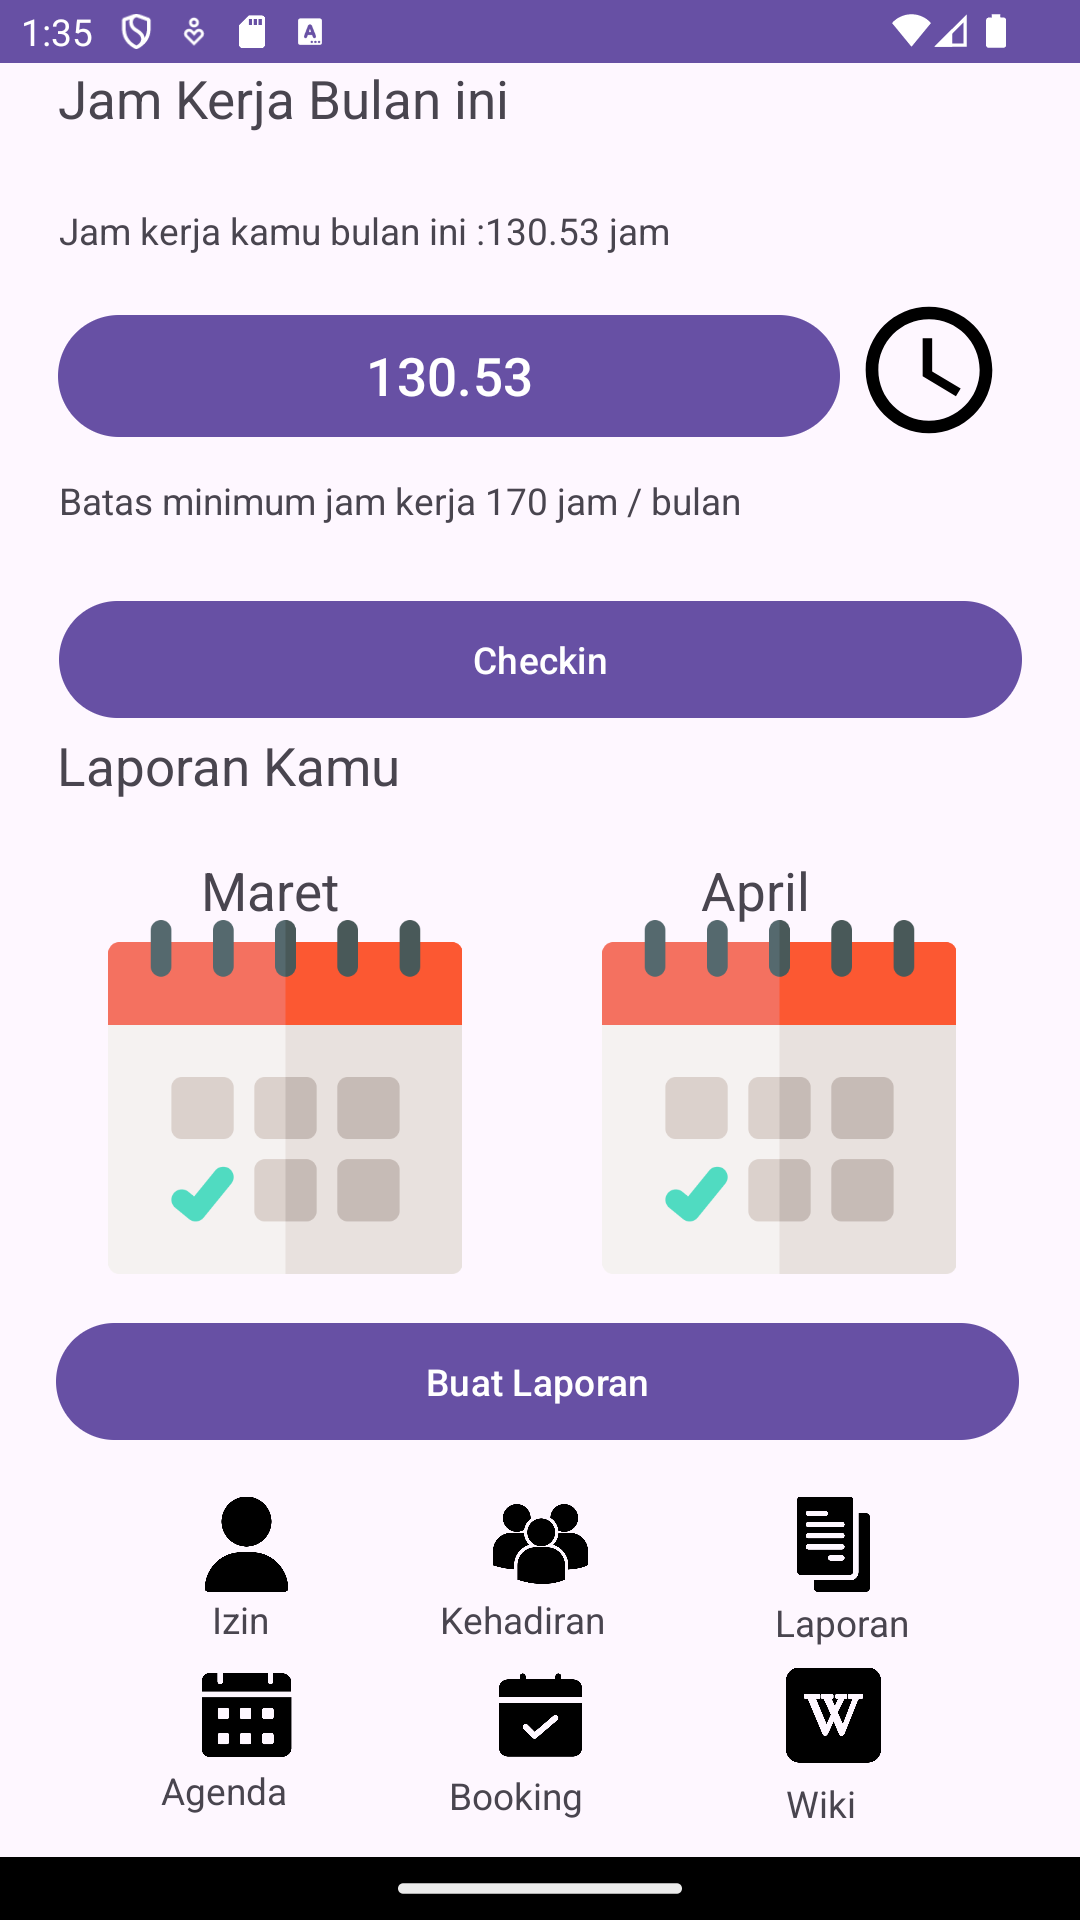 1:35
Jam Kerja Bulan ini
Jam kerja kamu bulan ini :130.53 jam
130.53
Batas minimum jam kerja 170 jam / bulan
Checkin
Laporan Kamu
Maret April
Buat Laporan
Izin Kehadiran Laporan
W
Agenda Booking Wiki